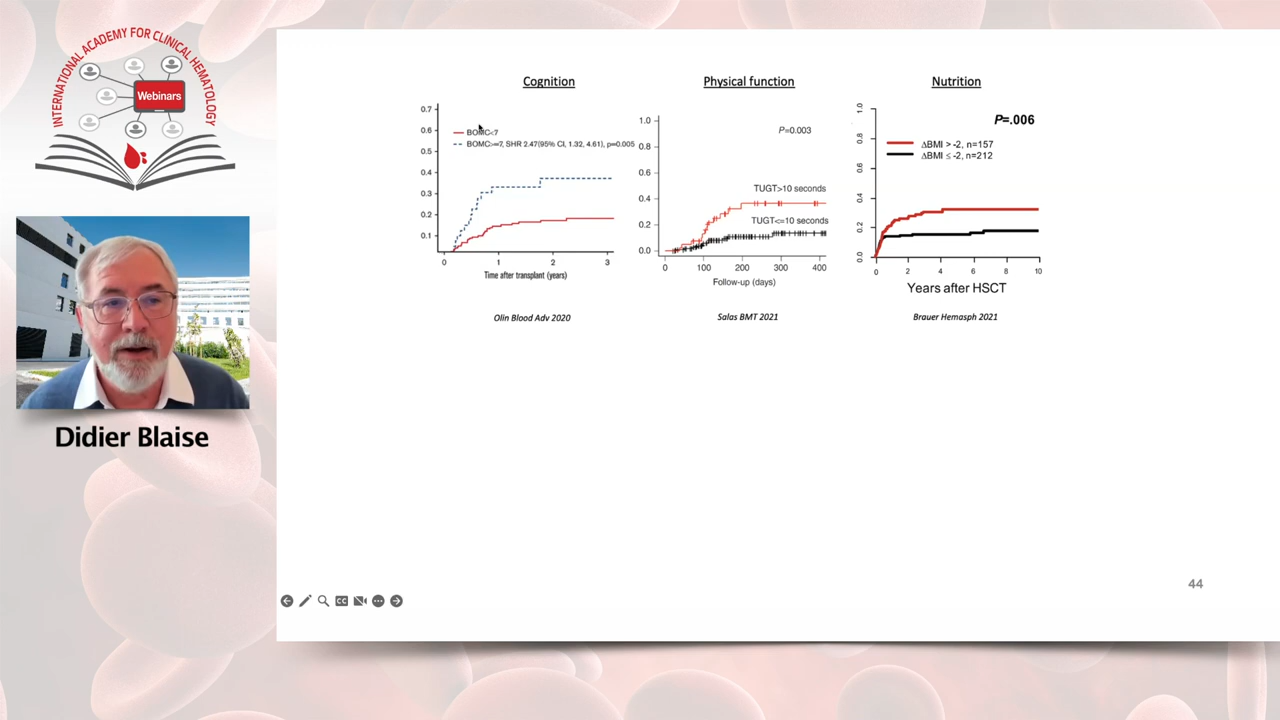 INTERNATIONAL ACADEMY FOR CLINICAL HEMATOLOGY
Webinars
Didier Blaise
Cognition
0.7
0.6
0.5
0.4
0.3
0.2
0.1
BOMC<7
BOMC>=7, SHR 2.47(95% CI, 1.32, 4.61), p=0.005
0
1
2
3
Time after transplant (years)
Olin Blood Adv 2020
Physical function
1.0
0.8
0.6
0.4
0.2
0.0
P=0.003
TUGT>10 seconds
TUGT<=10 seconds
0
100
200
300
400
Follow-up (days)
Salas BMT 2021
Nutrition
1.0
0.8
0.6
0.4
0.2
0.0
P=.006
ΔBMI > -2, n=157
ΔBMI ≤ -2, n=212
0
2
4
6
8
10
Years after HSCT
Brauer Hemasph 2021
CC
44